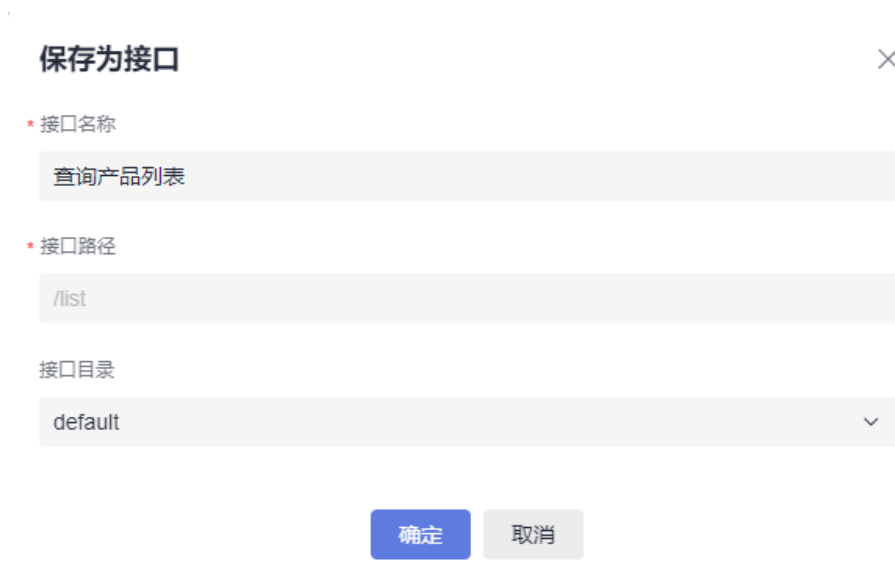 保存为接口
* 接口名称
查询产品列表
* 接口路径
/list
接口目录
default
确定 取消